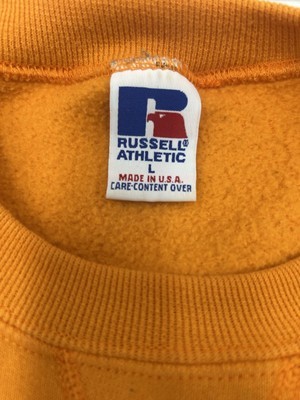 R
RUSSELL®
ATHLETIC
L
MADE IN U.S.A.
CARE-CONTENT OVER